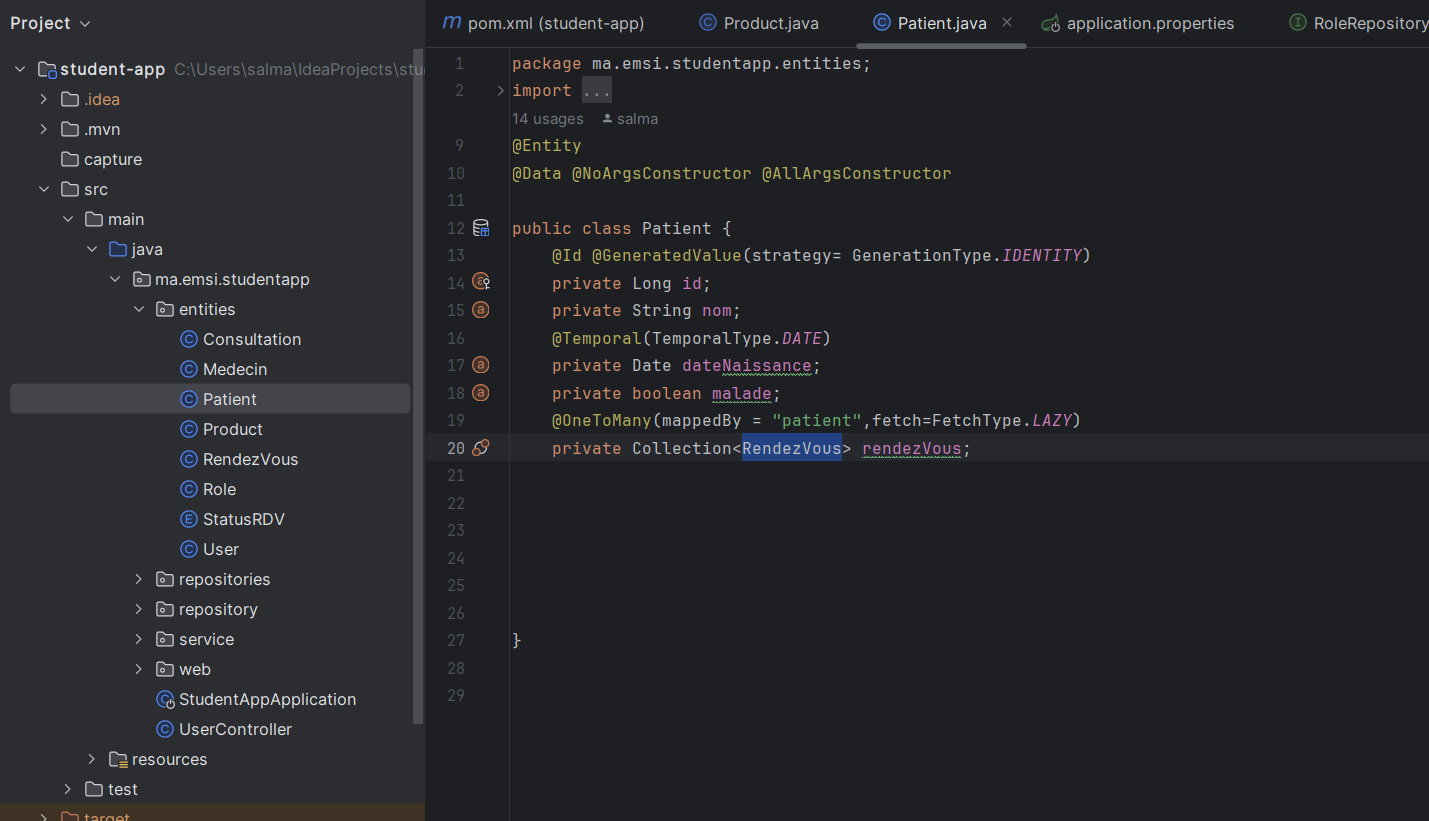 Project
student-app C:\Users\salma\IdeaProjects\stu
.idea
.mvn
capture
src
main
java
ma.emsi.studentapp
entities
Consultation
Medecin
Patient
Product
RendezVous
Role
StatusRDV
User
repositories
repository
service
web
StudentAppApplication
UserController
resources
test
target
pom.xml (student-app) Product.java Patient.java application.properties RoleRepository
1 package ma.emsi.studentapp.entities;
2 import ...
14 usages salma
9 @Entity
10 @Data @NoArgsConstructor @AllArgsConstructor
11
12 public class Patient {
13 @Id @GeneratedValue(strategy= GenerationType.IDENTITY)
14 private Long id;
15 private String nom;
16 @Temporal(TemporalType.DATE)
17 private Date dateNaissance;
18 private boolean malade;
19 @OneToMany(mappedBy = "patient",fetch=FetchType.LAZY)
20 private Collection<RendezVous> rendezVous;
21
22
23
24
25
26
27 }
28
29